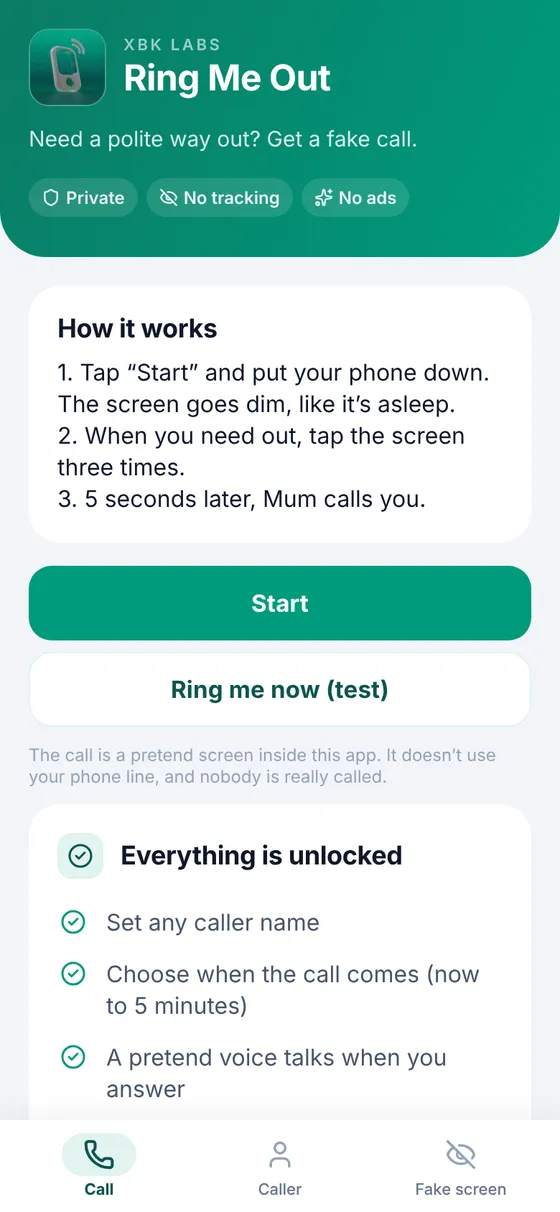 XBK LABS
Ring Me Out
Need a polite way out? Get a fake call.
Private
No tracking
No ads
How it works
1. Tap “Start” and put your phone down.
The screen goes dim, like it’s asleep.
2. When you need out, tap the screen
three times.
3. 5 seconds later, Mum calls you.
Start
Ring me now (test)
The call is a pretend screen inside this app. It doesn’t use
your phone line, and nobody is really called.
Everything is unlocked
Set any caller name
Choose when the call comes (now
to 5 minutes)
A pretend voice talks when you
answer
Call
Caller
Fake screen